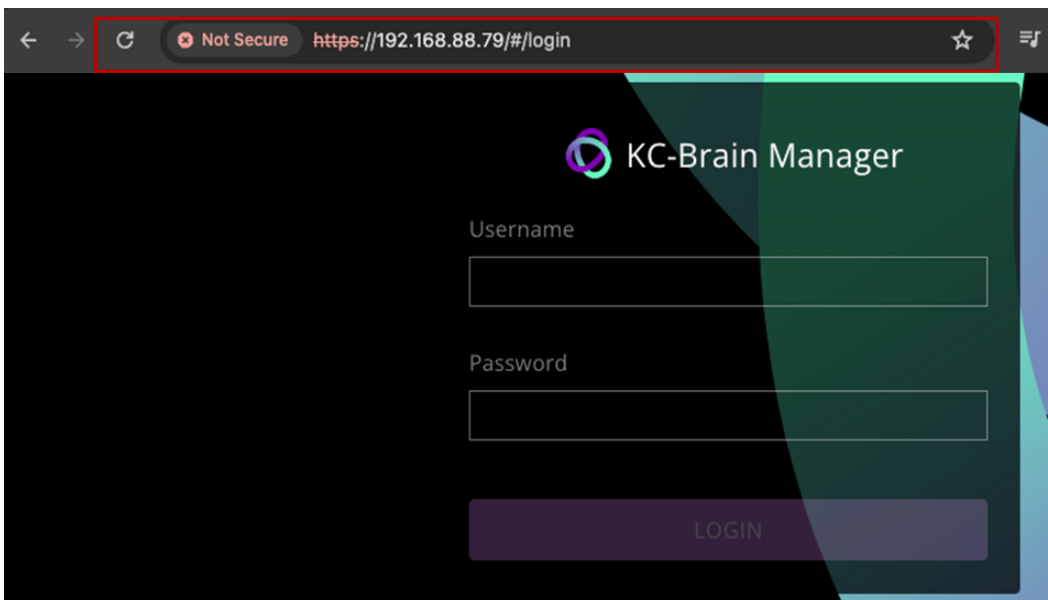 Not Secure https://192.168.88.79/#/login
KC-Brain Manager
Username
Password
LOGIN